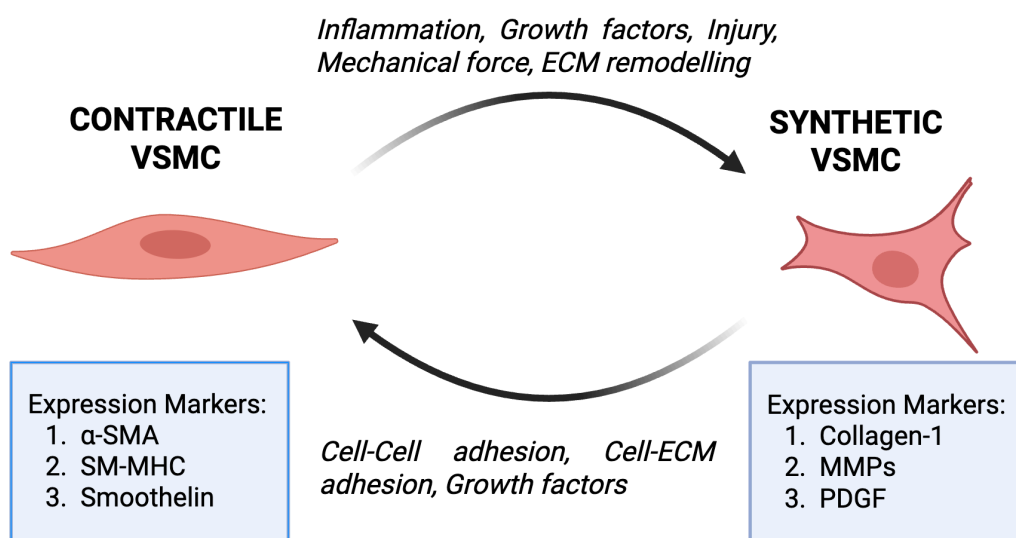 Inflammation, Growth factors, Injury,
Mechanical force, ECM remodelling
CONTRACTILE
VSMC
SYNTHETIC
VSMC
Expression Markers:
1. α-SMA
2. SM-MHC
3. Smoothelin
Cell-Cell adhesion, Cell-ECM
adhesion, Growth factors
Expression Markers:
1. Collagen-1
2. MMPs
3. PDGF